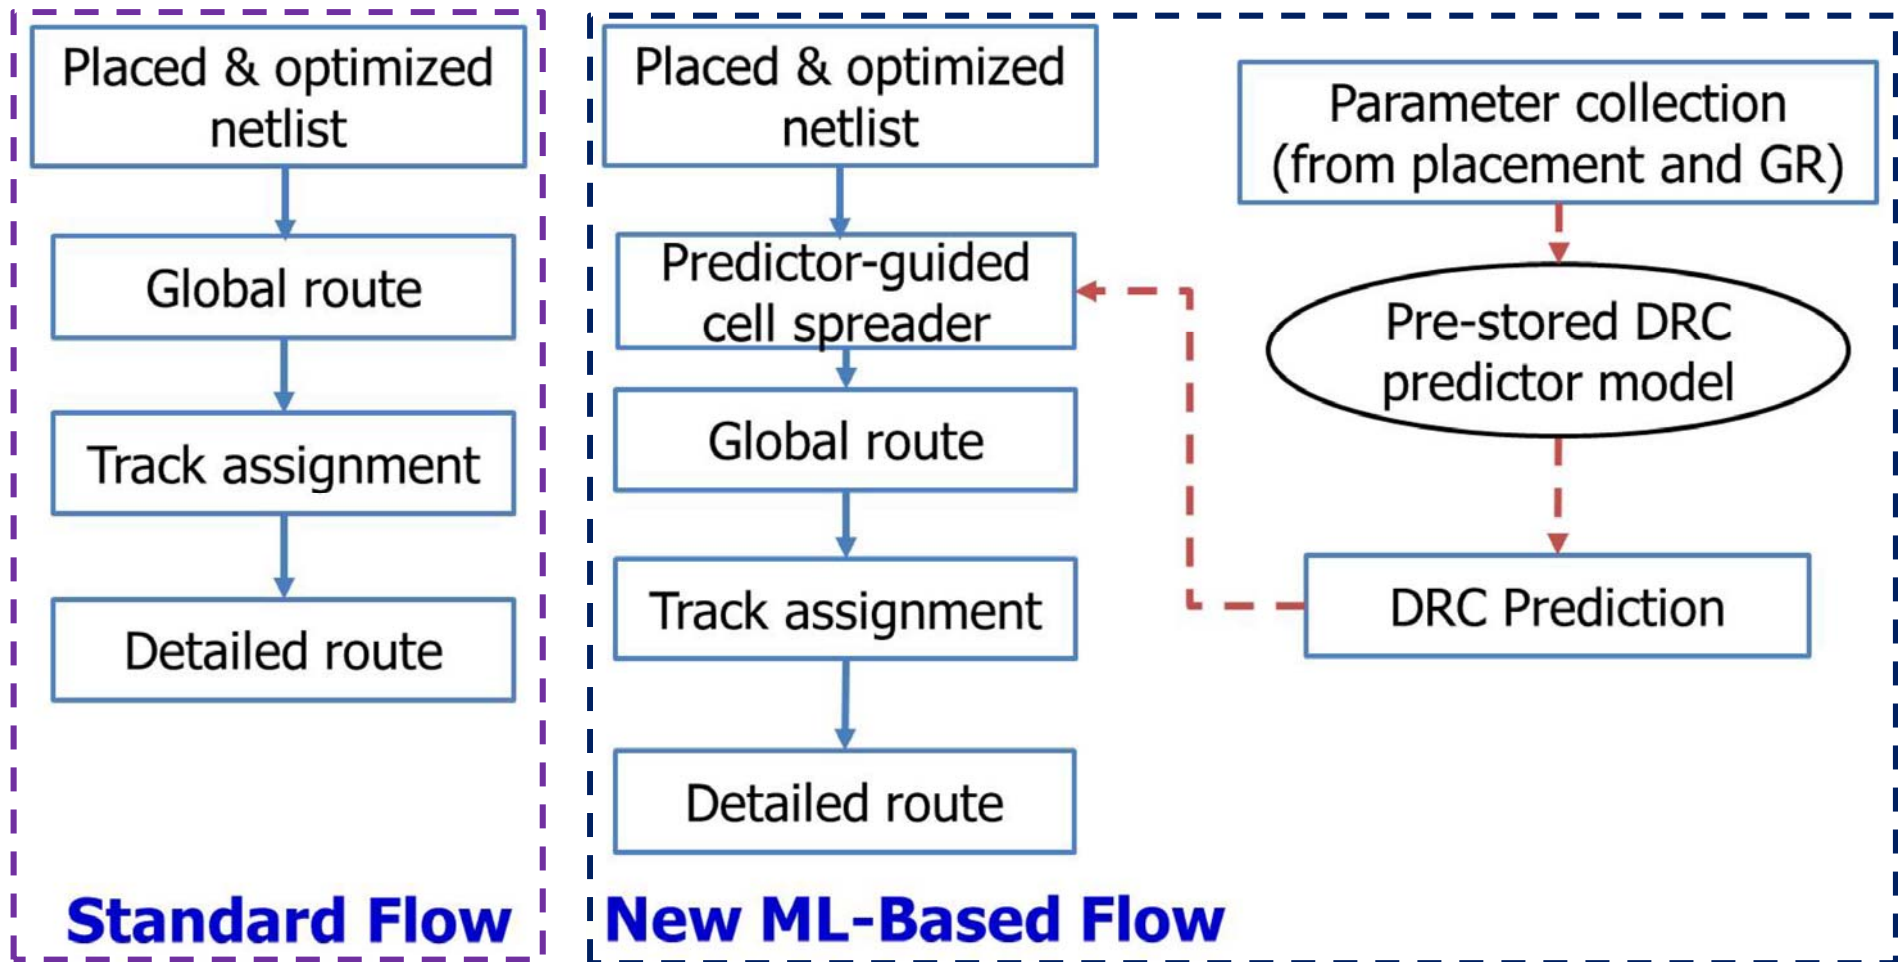 Placed & optimized
netlist
Global route
Track assignment
Detailed route
Standard Flow
Placed & optimized
netlist
Predictor-guided
cell spreader
Global route
Track assignment
Detailed route
Parameter collection
(from placement and GR)
Pre-stored DRC
predictor model
DRC Prediction
New ML-Based Flow